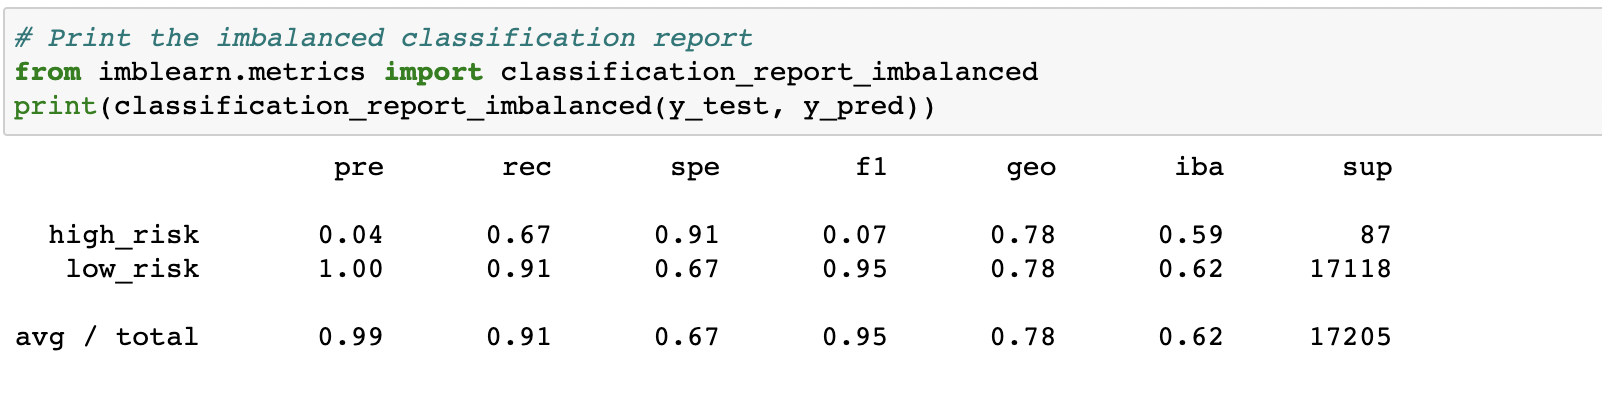 # Print the imbalanced classification report
from imblearn.metrics import classification_report_imbalanced
print(classification_report_imbalanced(y_test, y_pred))
pre rec spe f1 geo iba sup
high_risk 0.04 0.67 0.91 0.07 0.78 0.59 87
low_risk 1.00 0.91 0.67 0.95 0.78 0.62 17118
avg / total 0.99 0.91 0.67 0.95 0.78 0.62 17205